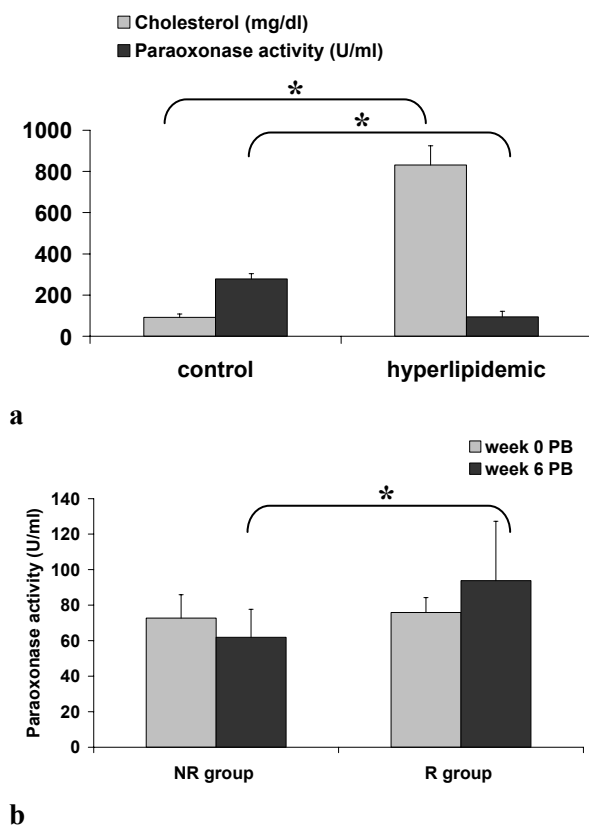 Cholesterol (mg/dl)
Paraoxonase activity (U/ml)
*
*
1000
800
600
400
200
0
control hyperlipidemic
a
week 0 PB
week 6 PB
*
Paraoxonase activity (U/ml)
140
120
100
80
60
40
20
0
NR group R group
b